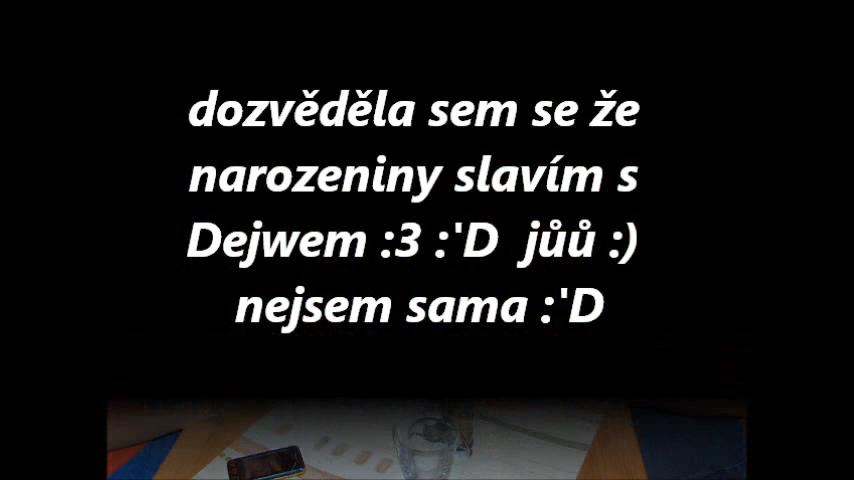 dozvěděla sem se že
narozeniny slavím s
Dejwem :3 :'D jůů :)
nejsem sama :'D